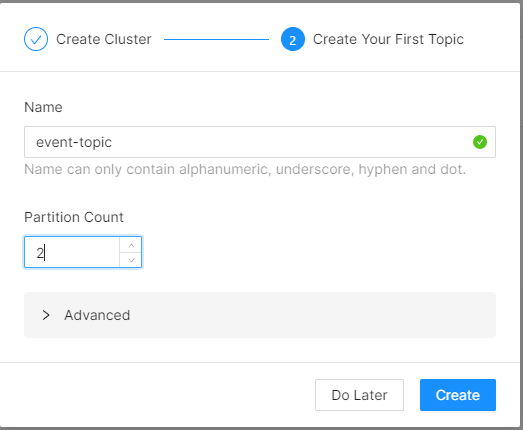 Create Cluster
2 Create Your First Topic
Name
event-topic
Name can only contain alphanumeric, underscore, hyphen and dot.
Partition Count
2
Advanced
Do Later
Create